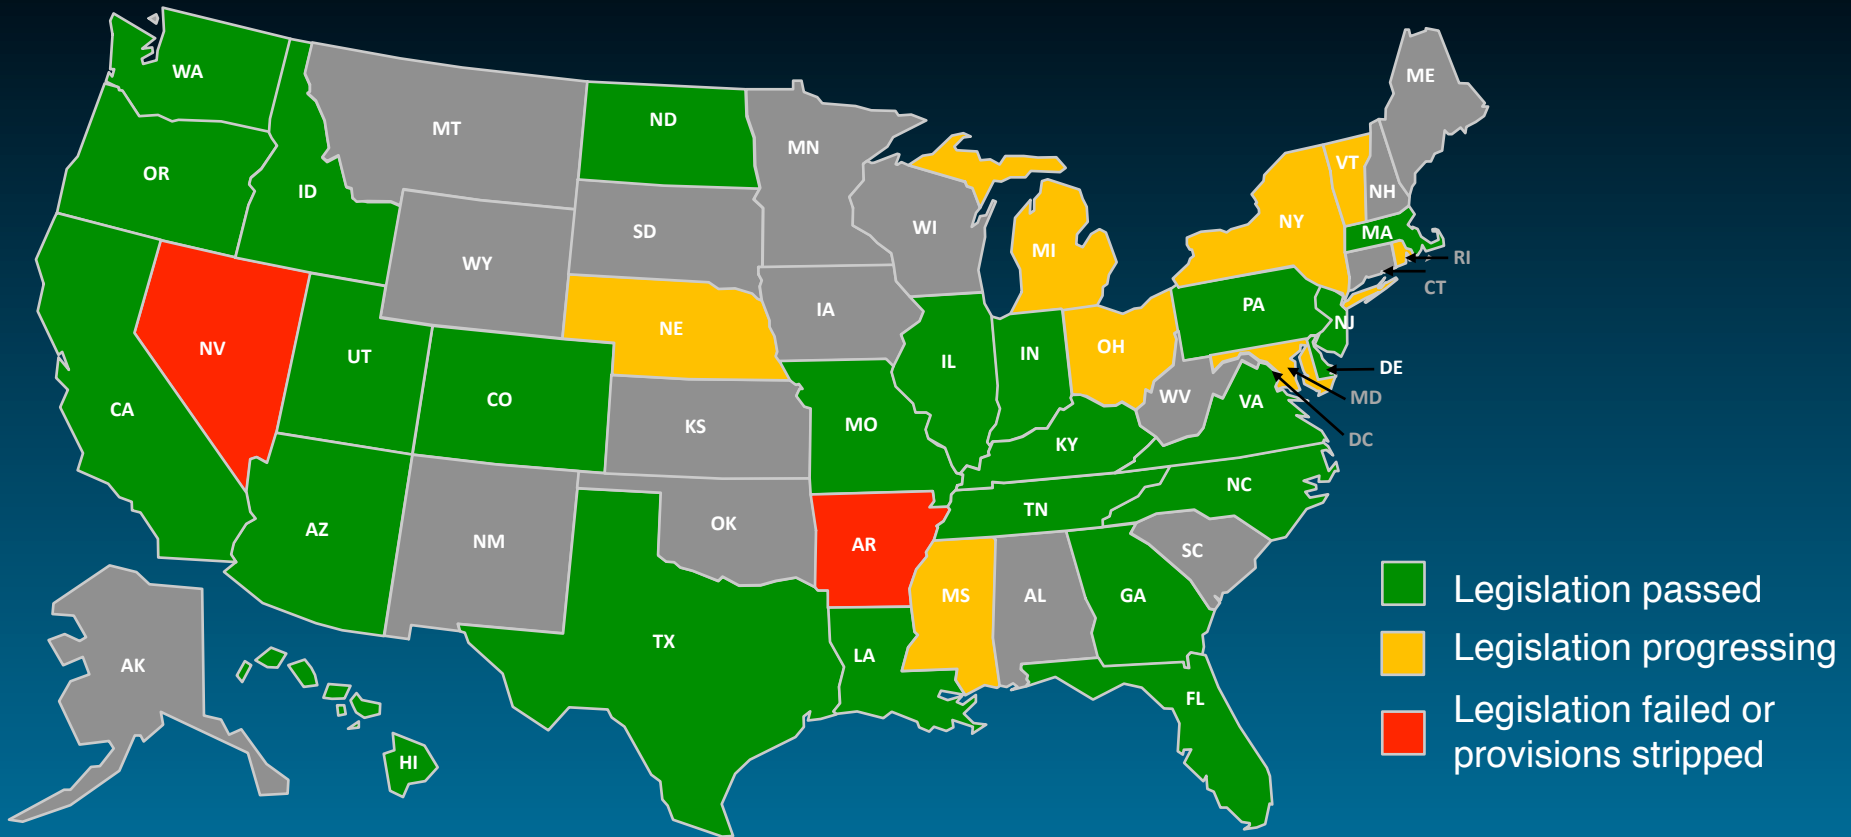 WA
MT
ND
MN
ME
OR
ID
SD
WI
MI
NY
VT
NH
MA
RI
CT
WY
NE
IA
PA
NJ
NV
UT
CO
IL
IN
OH
DE
MD
DC
WV
VA
CA
KS
MO
KY
AZ
NM
OK
AR
TN
NC
SC
MS
AL
GA
TX
LA
FL
AK
HI
Legislation passed
Legislation progressing
Legislation failed or
provisions stripped